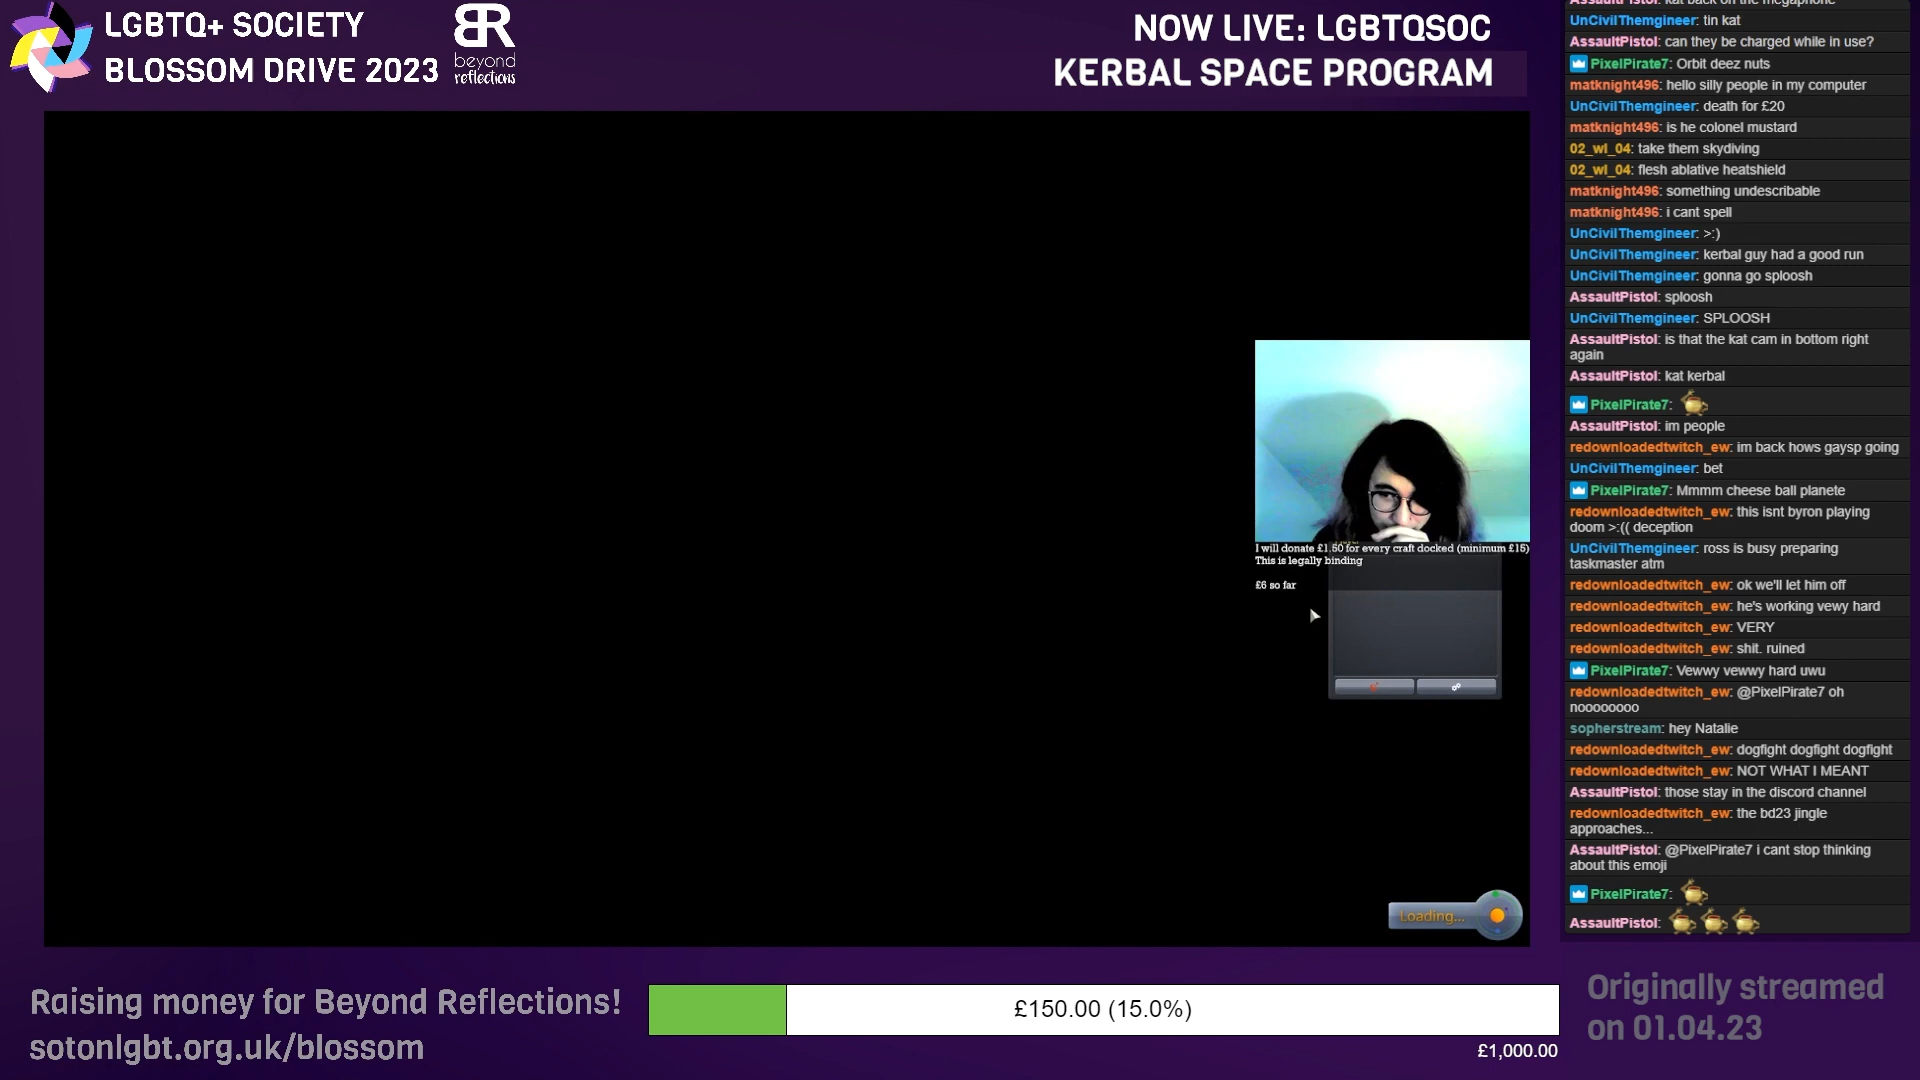 LGBTQ+ SOCIETY
BLOSSOM DRIVE 2023
BR
beyond
reflections
NOW LIVE: LGBTQSOC
KERBAL SPACE PROGRAM
AssaultPistol: kat back on the megaphone
UnCivilThemgineer: tin kat
AssaultPistol: can they be charged while in use?
PixelPirate7: Orbit deez nuts
matknight496: hello silly people in my computer
UnCivilThemgineer: death for £20
matknight496: is he colonel mustard
02_wl_04: take them skydiving
02_wl_04: flesh ablative heatshield
matknight496: something undescribable
matknight496: i cant spell
UnCivilThemgineer: >:)
UnCivilThemgineer: kerbal guy had a good run
UnCivilThemgineer: gonna go sploosh
AssaultPistol: sploosh
UnCivilThemgineer: SPLOOSH
AssaultPistol: is that the kat cam in bottom right
again
AssaultPistol: kat kerbal
PixelPirate7:
AssaultPistol: im people
redownloadedtwitch_ew: im back hows gaysp going
UnCivilThemgineer: bet
PixelPirate7: Mmmm cheese ball planete
redownloadedtwitch_ew: this isnt byron playing
doom >:(( deception
UnCivilThemgineer: ross is busy preparing
taskmaster atm
redownloadedtwitch_ew: ok we'll let him off
redownloadedtwitch_ew: he's working vewy hard
redownloadedtwitch_ew: VERY
redownloadedtwitch_ew: shit. ruined
PixelPirate7: Vewwy vewwy hard uwu
redownloadedtwitch_ew: @PixelPirate7 oh
noooooooo
sopherstream: hey Natalie
redownloadedtwitch_ew: dogfight dogfight dogfight
redownloadedtwitch_ew: NOT WHAT I MEANT
AssaultPistol: those stay in the discord channel
redownloadedtwitch_ew: the bd23 jingle
approaches...
AssaultPistol: @PixelPirate7 i cant stop thinking
about this emoji
PixelPirate7:
AssaultPistol:
I will donate £1.50 for every craft docked (minimum £15)
This is legally binding
£6 so far
Loading...
Raising money for Beyond Reflections!
sotonlgbt.org.uk/blossom
£150.00 (15.0%)
£1,000.00
Originally streamed
on 01.04.23